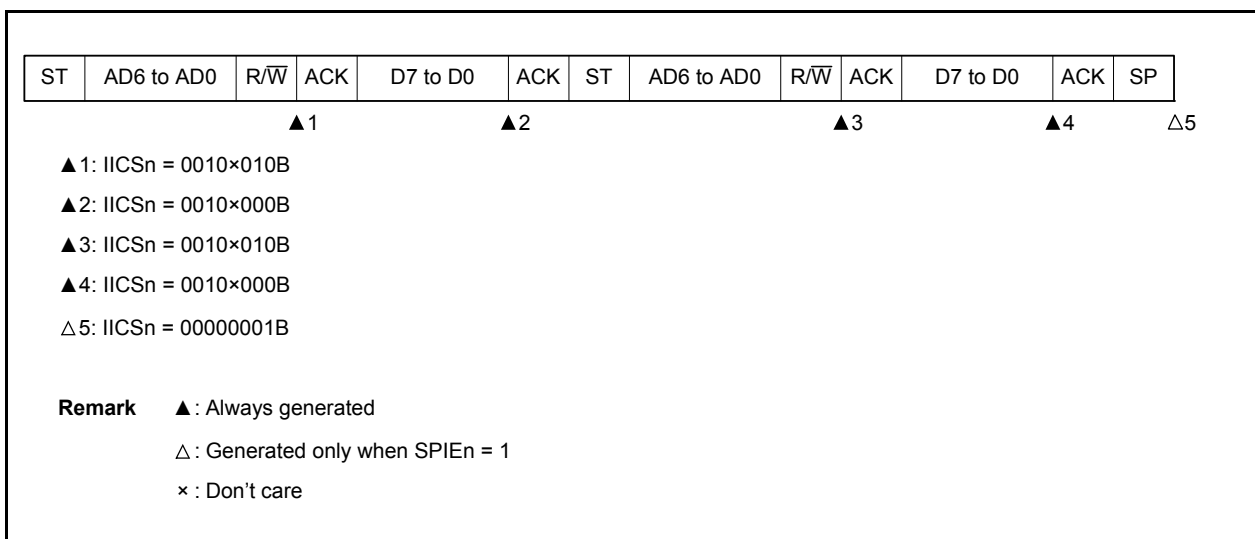 ST AD6 to AD0 R/W̅ ACK D7 to D0 ACK ST AD6 to AD0 R/W̅ ACK D7 to D0 ACK SP
▲1 ▲2 ▲3 ▲4 △5
▲1: IICSn = 0010×010B
▲2: IICSn = 0010×000B
▲3: IICSn = 0010×010B
▲4: IICSn = 0010×000B
△5: IICSn = 00000001B
Remark ▲: Always generated
△: Generated only when SPIEn = 1
×: Don't care